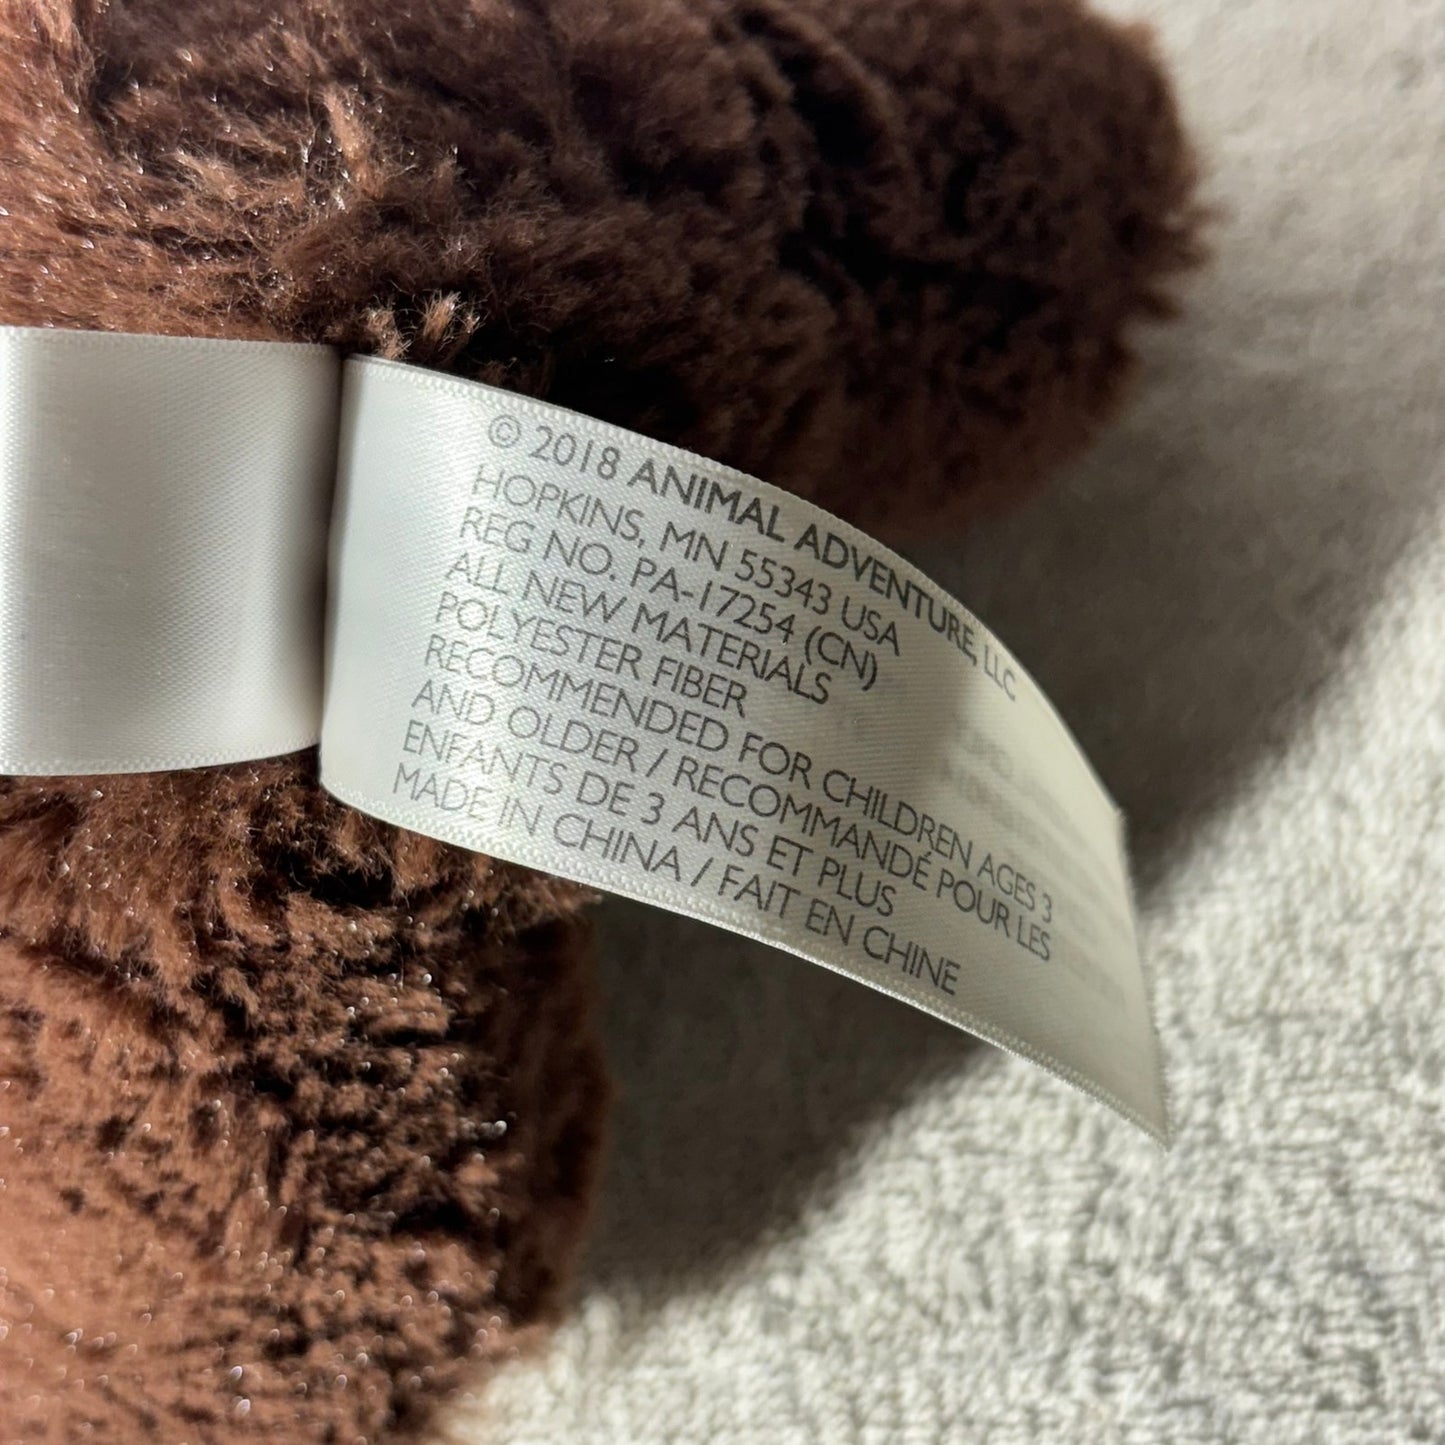 © 2018 ANIMAL ADVENTURE, LLC
HOPKINS, MN 55343 USA
REG NO. PA-17254 (CN)
ALL NEW MATERIALS
POLYESTER FIBER
RECOMMENDED FOR CHILDREN AGES 3
AND OLDER / RECOMMANDÉ POUR LES
ENFANTS DE 3 ANS ET PLUS
MADE IN CHINA / FAIT EN CHINE